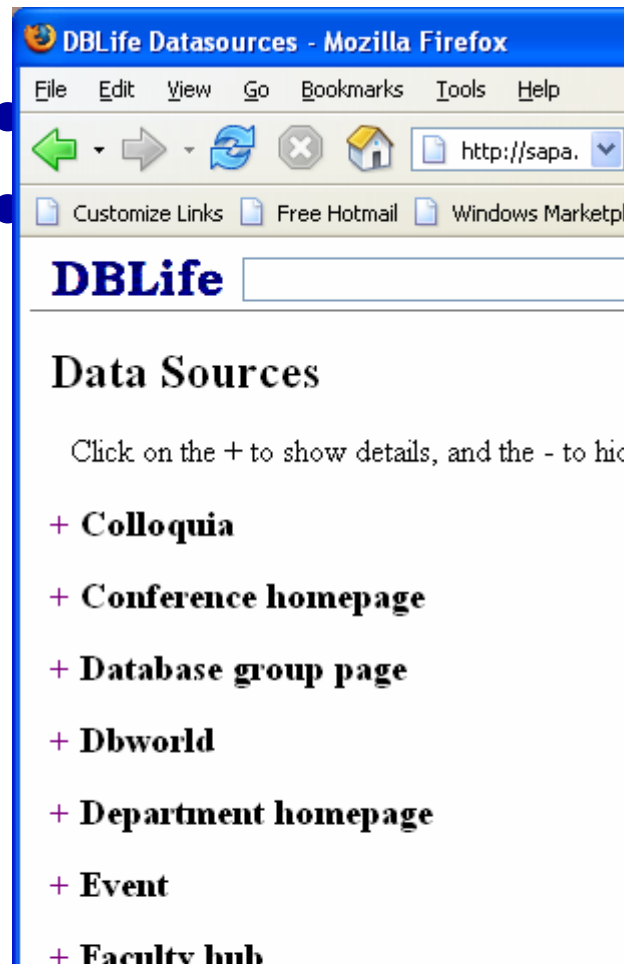 DBLife Datasources - Mozilla Firefox
File Edit View Go Bookmarks Tools Help
http://sapa.
Customize Links Free Hotmail Windows Marketpl
DBLife
Data Sources
Click on the + to show details, and the - to hid
+ Colloquia
+ Conference homepage
+ Database group page
+ Dbworld
+ Department homepage
+ Event
+ Faculty hub